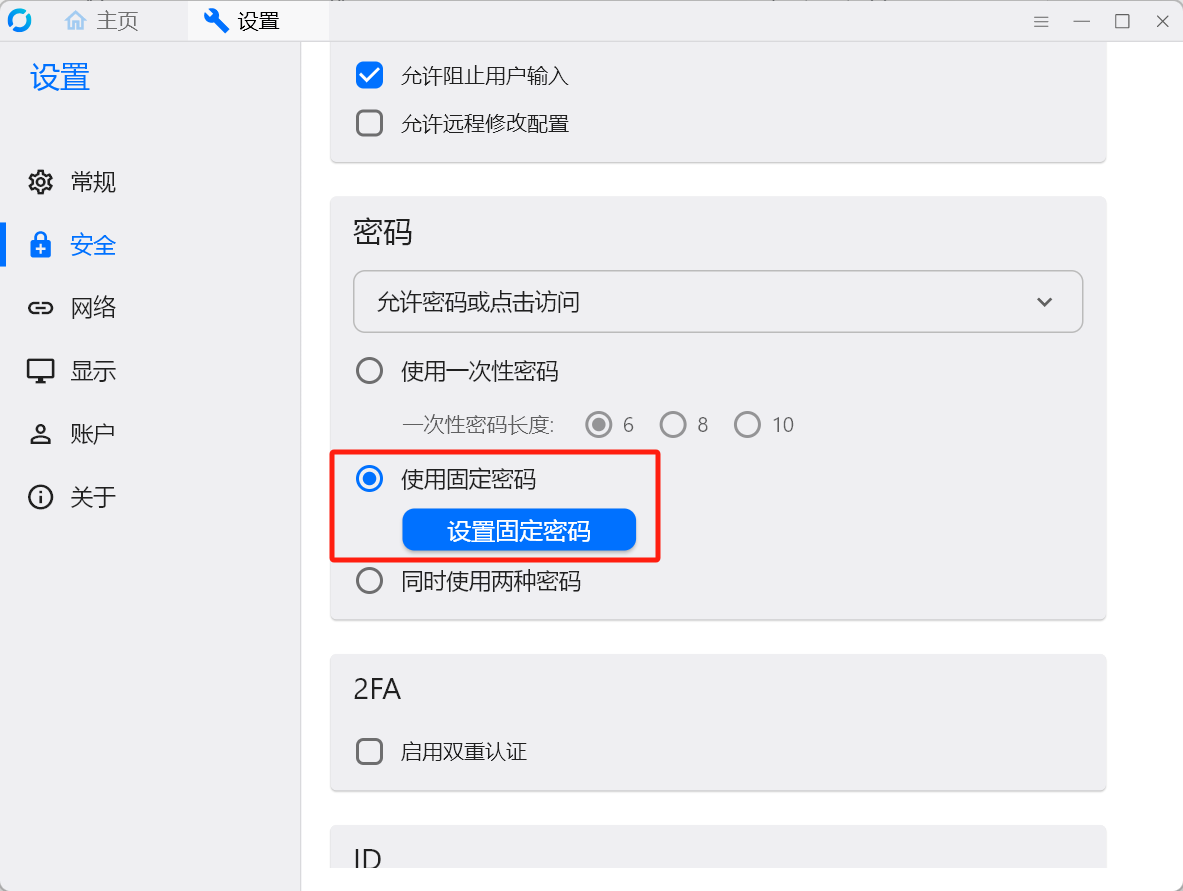 主页
设置
设置
常规
安全
网络
显示
账户
关于
允许阻止用户输入
允许远程修改配置
密码
允许密码或点击访问
使用一次性密码
一次性密码长度: 6 8 10
使用固定密码
设置固定密码
同时使用两种密码
2FA
启用双重认证
ID